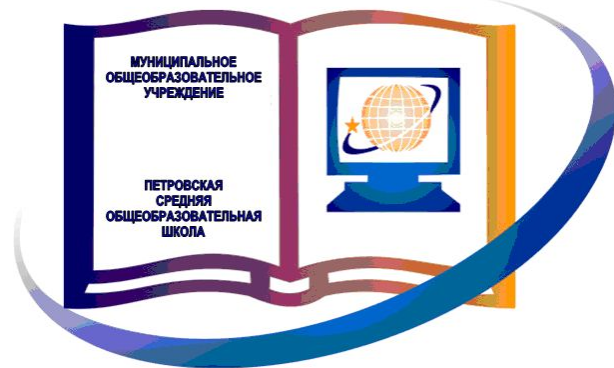 МУНИЦИПАЛЬНОЕ
ОБЩЕОБРАЗОВАТЕЛЬНОЕ
УЧРЕЖДЕНИЕ
ПЕТРОВСКАЯ
СРЕДНЯЯ
ОБЩЕОБРАЗОВАТЕЛЬНАЯ
ШКОЛА